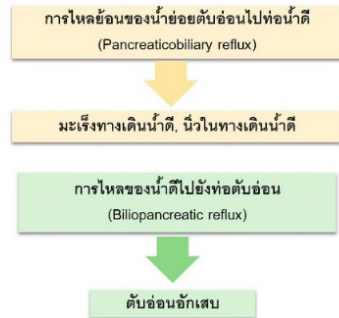 การไหลย้อนของน้ำย่อยตับอ่อนไปท่อน้ำดี
(Pancreaticobiliary reflux)
มะเร็งทางเดินน้ำดี, นิ่วในทางเดินน้ำดี
การไหลของน้ำดีไปยังท่อตับอ่อน
(Biliopancreatic reflux)
ตับอ่อนอักเสบ